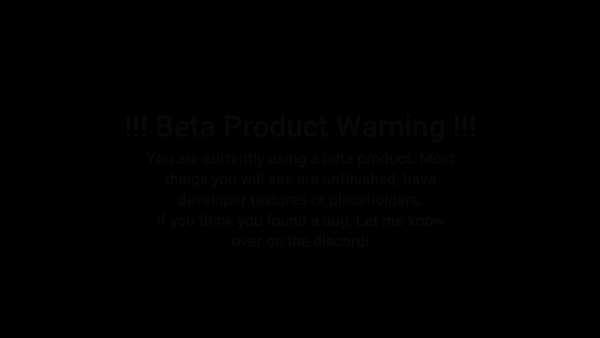 !!! Beta Product Warning !!!
You are currently using a beta product. Most
things you will see are unfinished, have
developer textures or placeholders.
If you think you found a bug, Let me know
over on the discord!